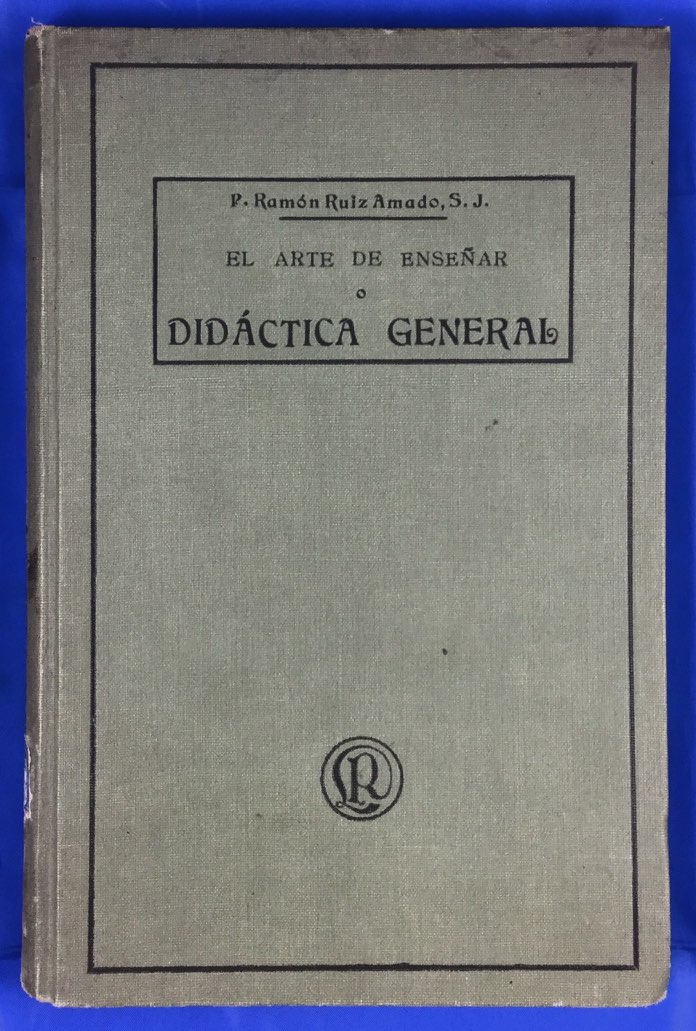 P. Ramón Ruiz Amado, S. J.
EL ARTE DE ENSEÑAR
o
DIDÁCTICA GENERAL
LR